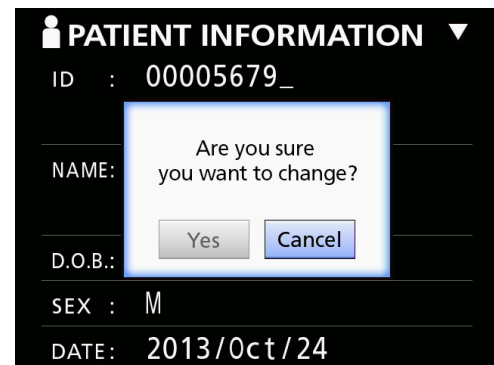 PATIENT INFORMATION ▼
ID : 00005679_
Are you sure
you want to change?
NAME:
Yes Cancel
D.O.B.:
SEX : M
DATE: 2013/Oct/24